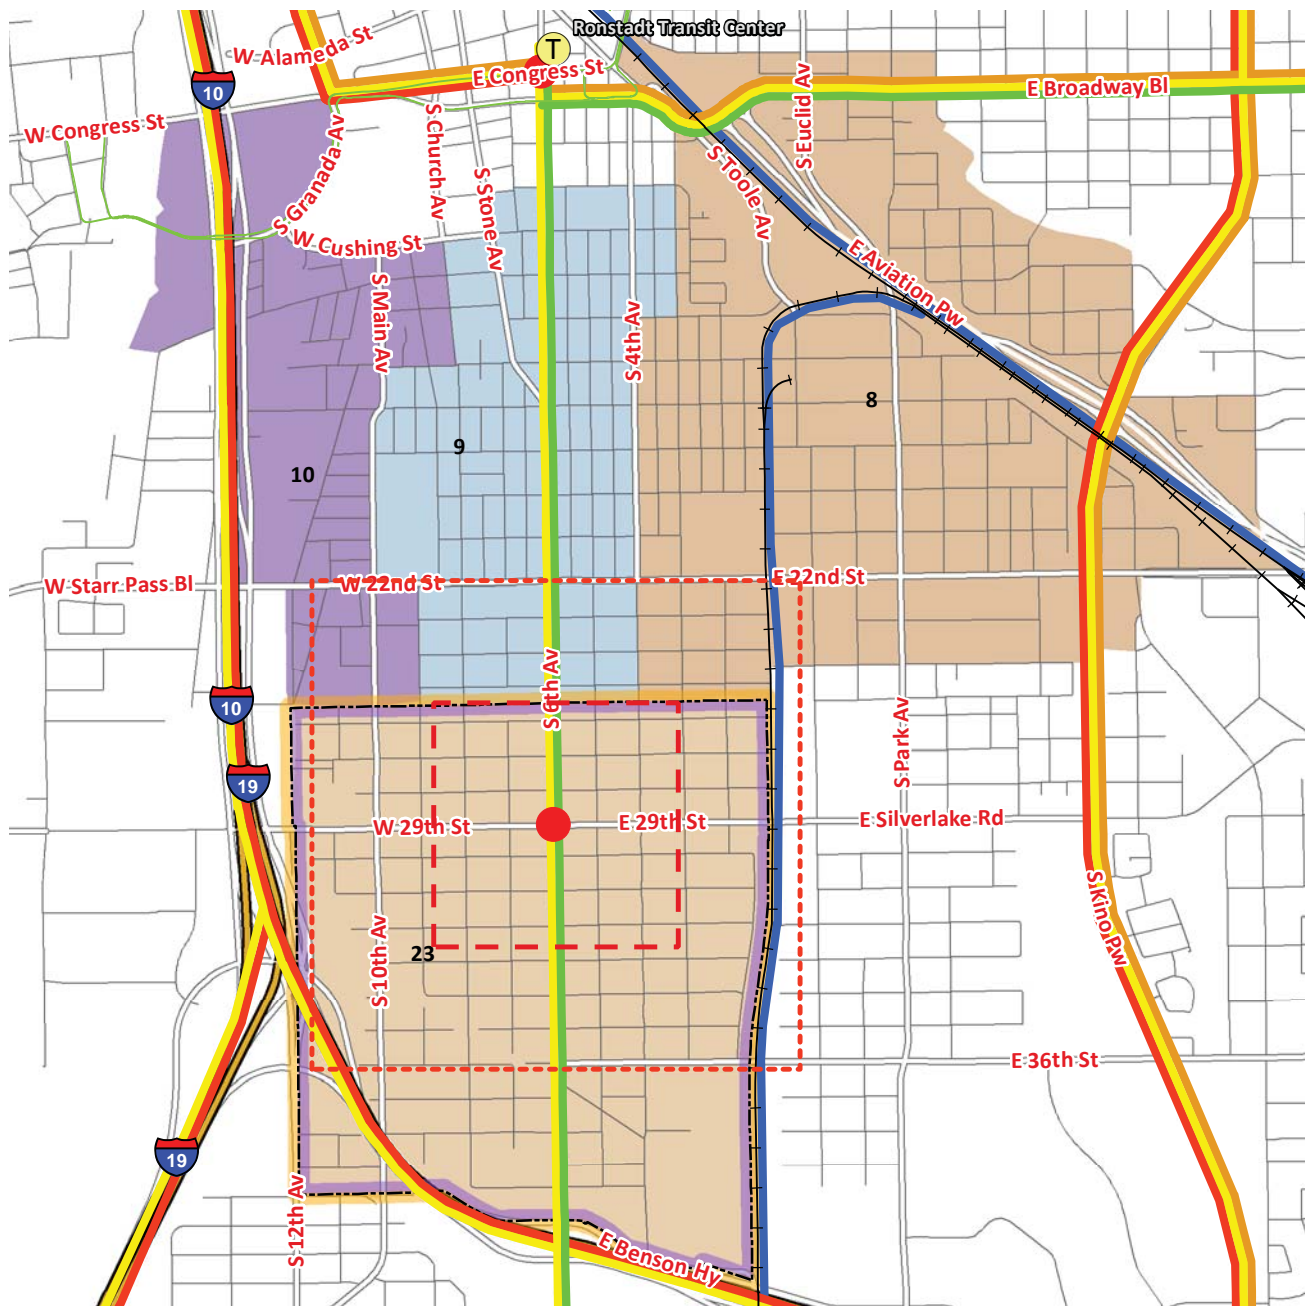 Ronstadt Transit Center
W Alameda St
T
E Congress St
10
E Broadway Bl
W Congress St
S Granada Av
S Church Av
S Euclid Av
S Stone Av
S Toole Av
W Cushing St
E Aviation Pw
S Main Av
S 4th Av
8
9
10
W Starr Pass Bl
W 22nd St
E 22nd St
S 6th Av
10
S Park Av
19
W 29th St
E 29th St
E Silverlake Rd
S Kino Pw
S 10th Av
23
E 36th St
19
S 12th Av
E Benson Hy